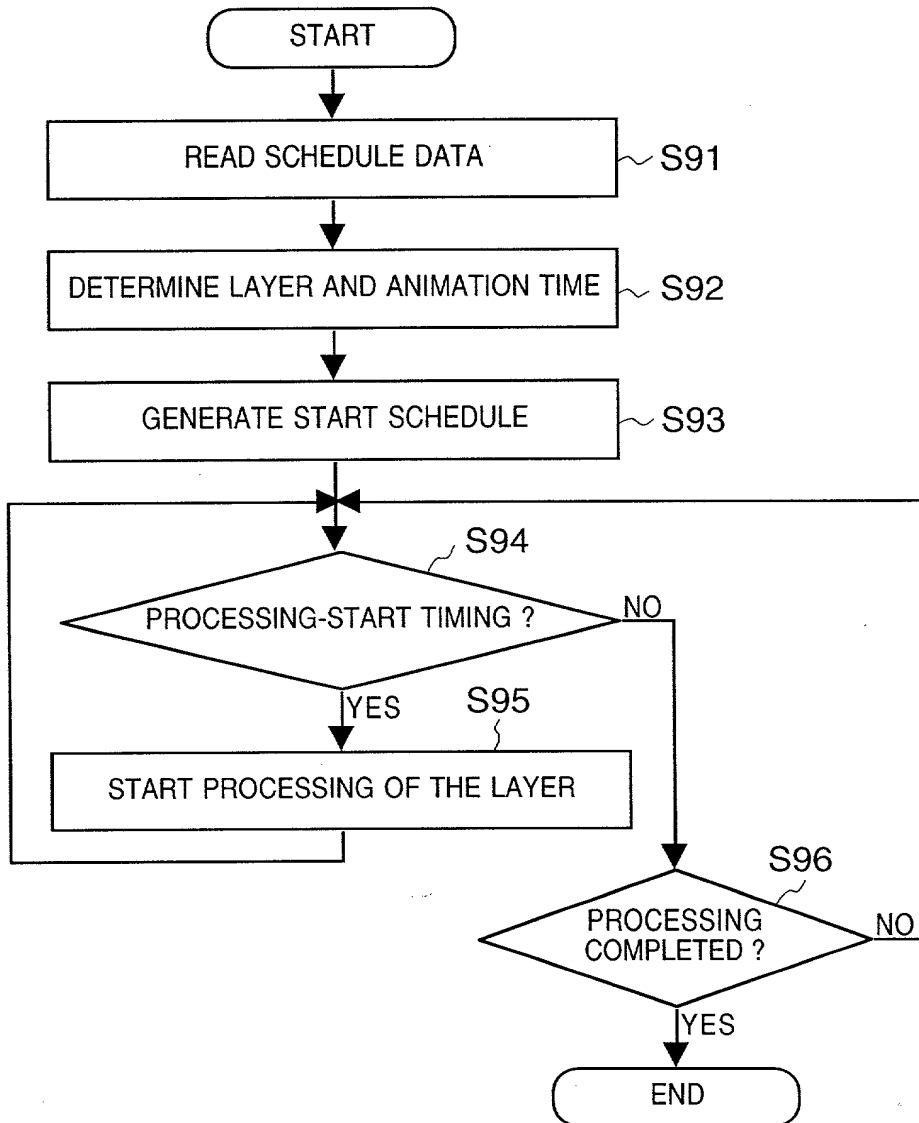 START
READ SCHEDULE DATA
S91
DETERMINE LAYER AND ANIMATION TIME
S92
GENERATE START SCHEDULE
S93
S94
PROCESSING-START TIMING ?
NO
YES
S95
START PROCESSING OF THE LAYER
S96
PROCESSING
COMPLETED ?
NO
YES
END